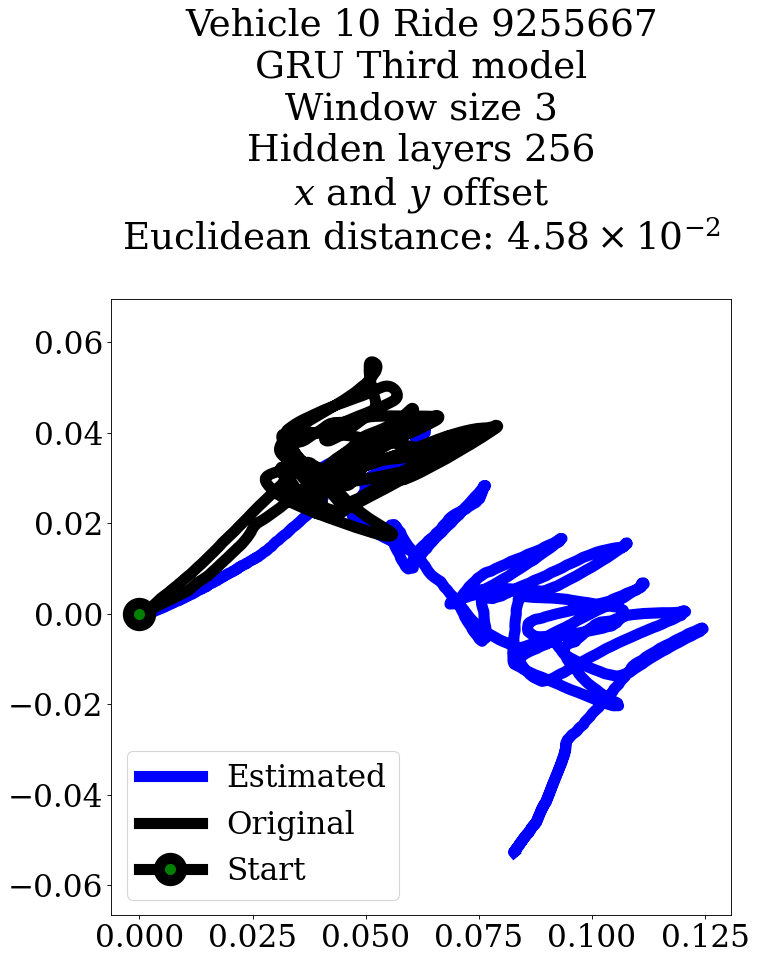 Vehicle 10 Ride 9255667
GRU Third model
Window size 3
Hidden layers 256
x and y offset
Euclidean distance: 4.58 × 10⁻²
0.06
0.04
0.02
0.00
−0.02
−0.04
−0.06
Estimated
Original
Start
0.000 0.025 0.050 0.075 0.100 0.125